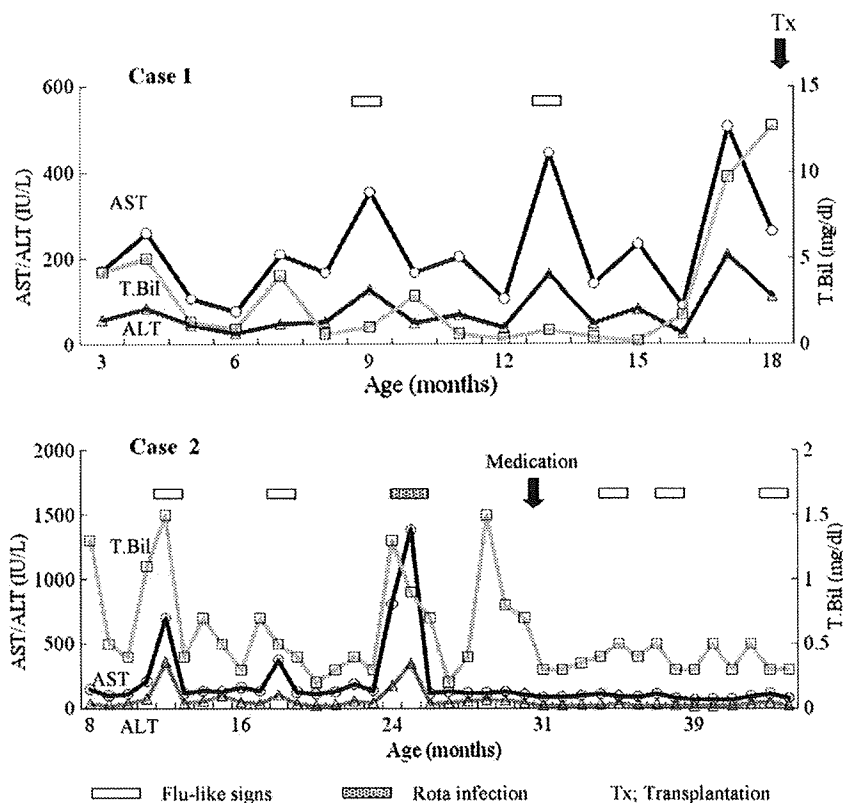 Tx
Case 1
600
400
200
0
AST/ALT (IU/L)
AST
T.Bil
ALT
15
10
5
0
T.Bil (mg/dl)
3 6 9 12 15 18
Age (months)
Case 2
Medication
2000
1500
1000
500
0
AST/ALT (IU/L)
T.Bil
AST
ALT
2
1.5
1
0.5
0
T.Bil (mg/dl)
8 16 24 31 39
Age (months)
Flu-like signs Rota infection Tx; Transplantation